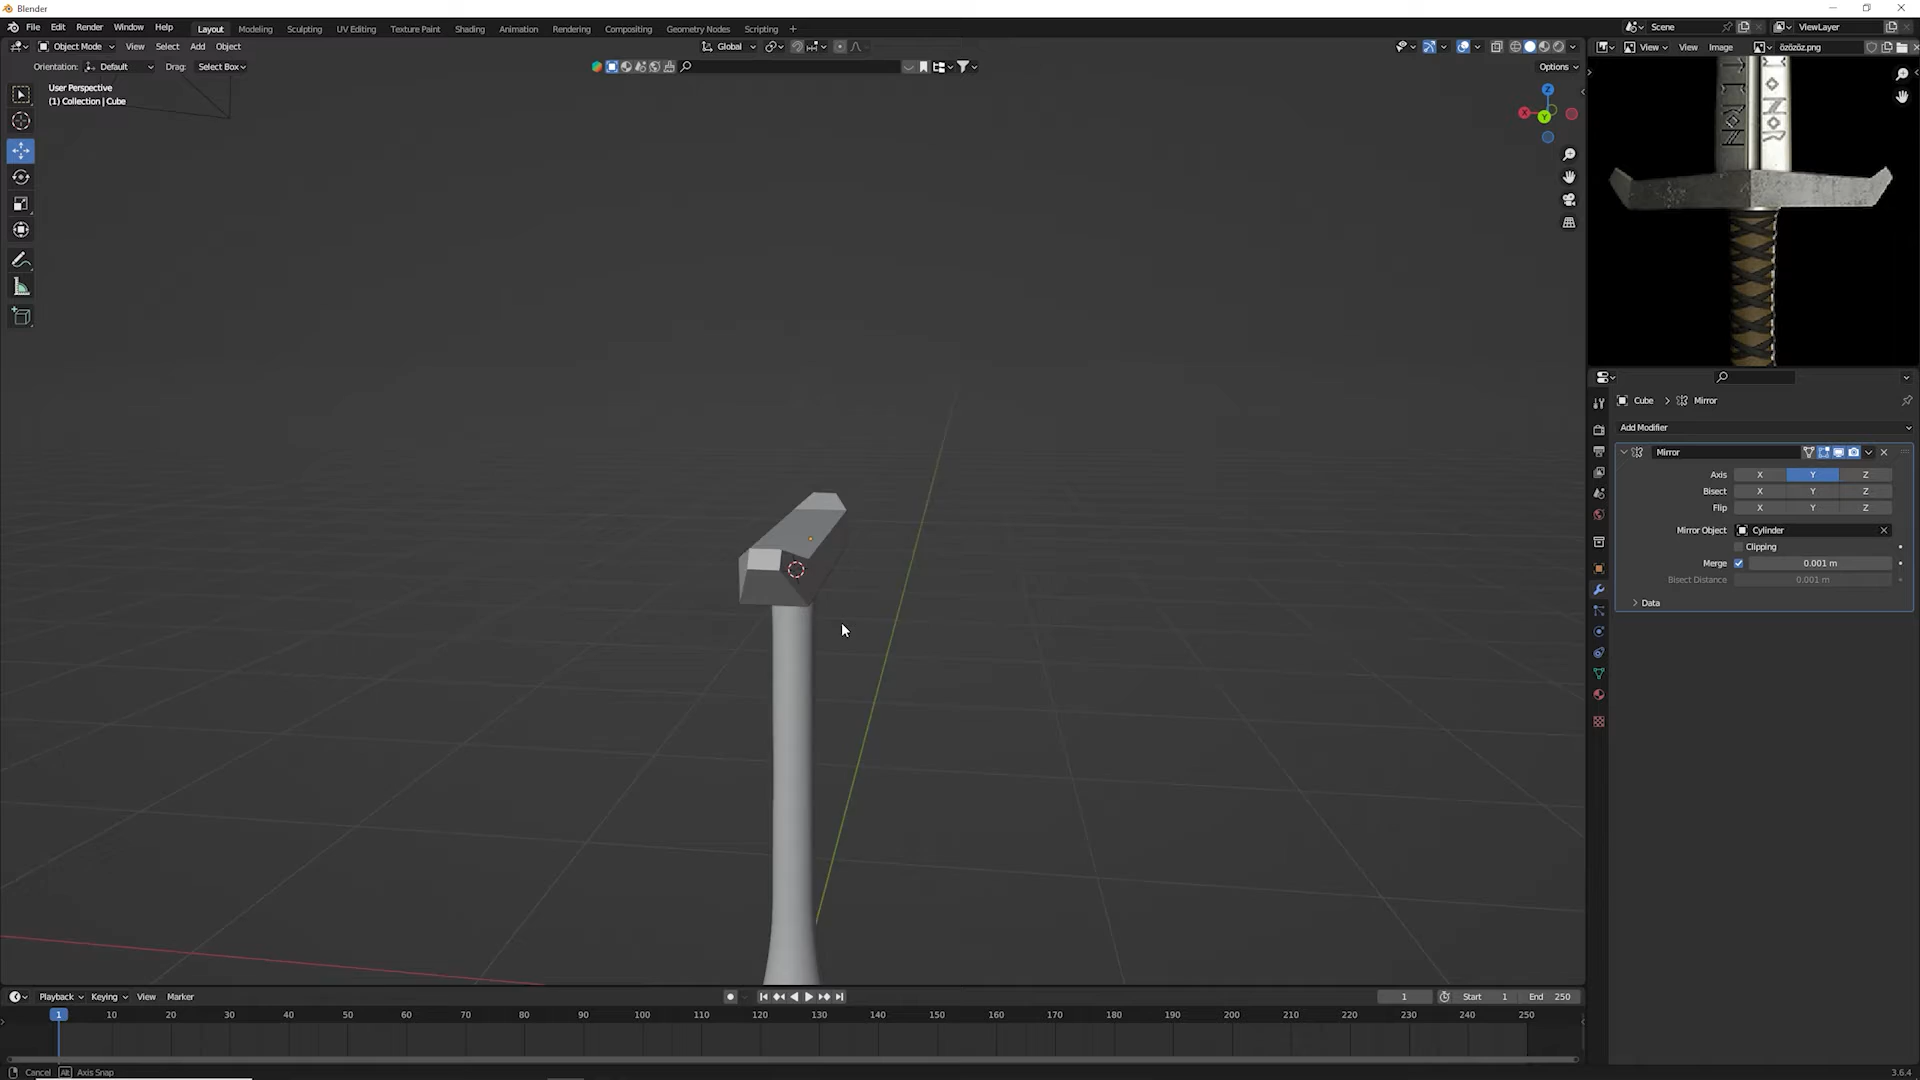 Blender
File Edit Render Window Help Layout Modeling Sculpting UV Editing Texture Paint Shading Animation Rendering Compositing Geometry Nodes Scripting + Scene ViewLayer
Object Mode View Select Add Object Global View View Image özözöz.png
Orientation: Default Drag: Select Box Options
User Perspective
(1) Collection | Cube
Z
X
Y
Cube > Mirror
Add Modifier
Mirror
Axis X Y Z
Bisect X Y Z
Flip X Y Z
Mirror Object Cylinder
Clipping
Merge 0.001 m
Bisect Distance 0.001 m
Data
Playback Keying View Marker 1 Start 1 End 250
1 10 20 30 40 50 60 70 80 90 100 110 120 130 140 150 160 170 180 190 200 210 220 230 240 250
Cancel Alt Axis Snap 3.6.4